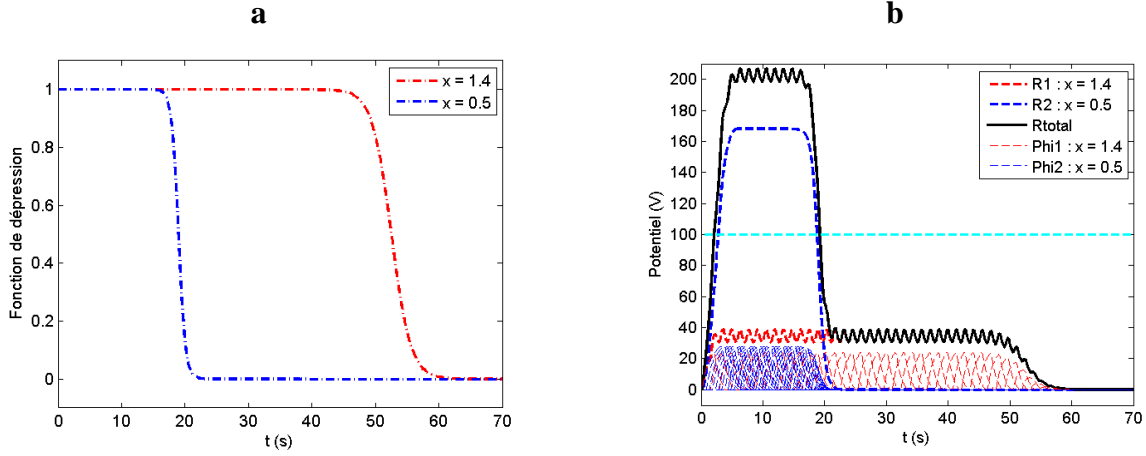 a
Fonction de dépression
1
0.8
0.6
0.4
0.2
0
0 10 20 30 40 50 60 70
t (s)
x = 1.4
x = 0.5
b
Potentiel (V)
200
180
160
140
120
100
80
60
40
20
0
0 10 20 30 40 50 60 70
t (s)
R1 : x = 1.4
R2 : x = 0.5
Rtotal
Phi1 : x = 1.4
Phi2 : x = 0.5